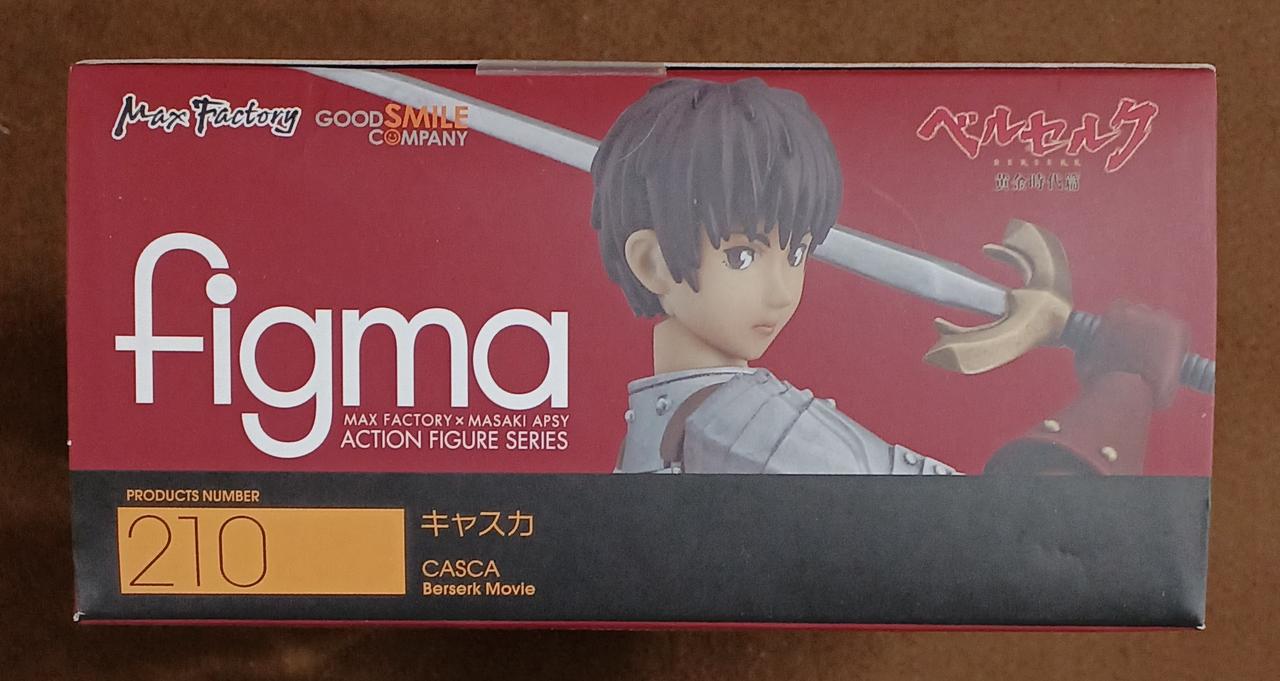 Max Factory
GOOD SMILE
COMPANY
ベルセルク
BERSERK
黄金時代篇
figma
MAX FACTORY × MASAKI APSY
ACTION FIGURE SERIES
PRODUCTS NUMBER
210
キャスカ
CASCA
Berserk Movie